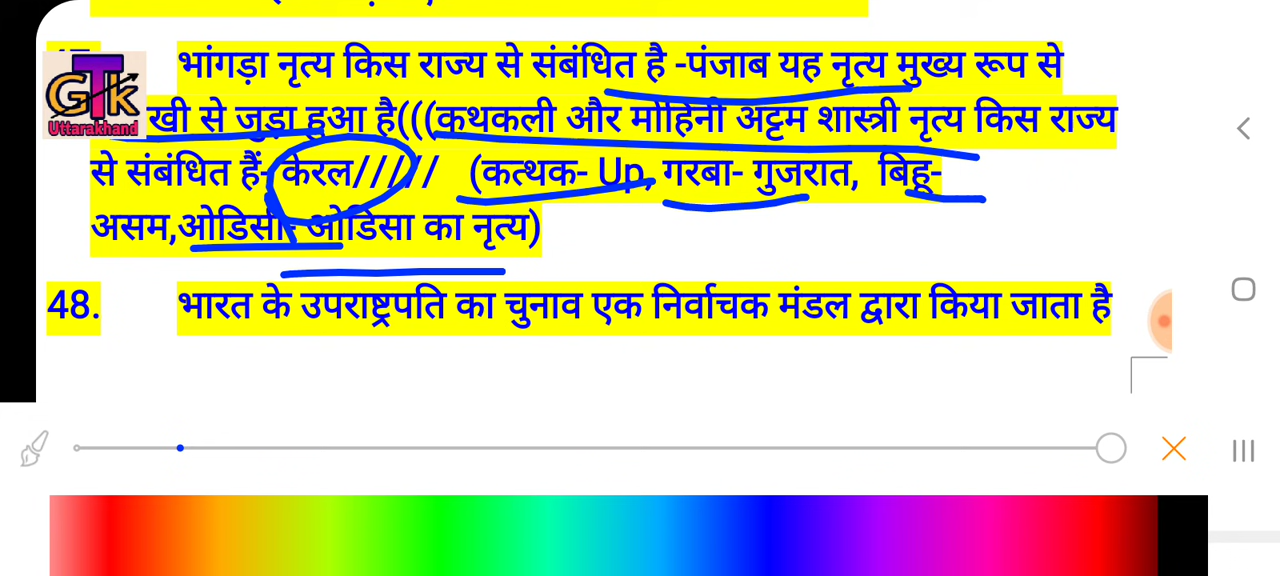 भांगड़ा नृत्य किस राज्य से संबंधित है -पंजाब यह नृत्य मुख्य रूप से
GTK
Uttarakhand
खी से जुड़ा हुआ है(((कथकली और मोहिनी अट्टम शास्त्री नृत्य किस राज्य
से संबंधित हैं- केरल///// (कत्थक- Up, गरबा- गुजरात, बिहू-
असम,ओडिसी- ओडिसा का नृत्य)
48. भारत के उपराष्ट्रपति का चुनाव एक निर्वाचक मंडल द्वारा किया जाता है